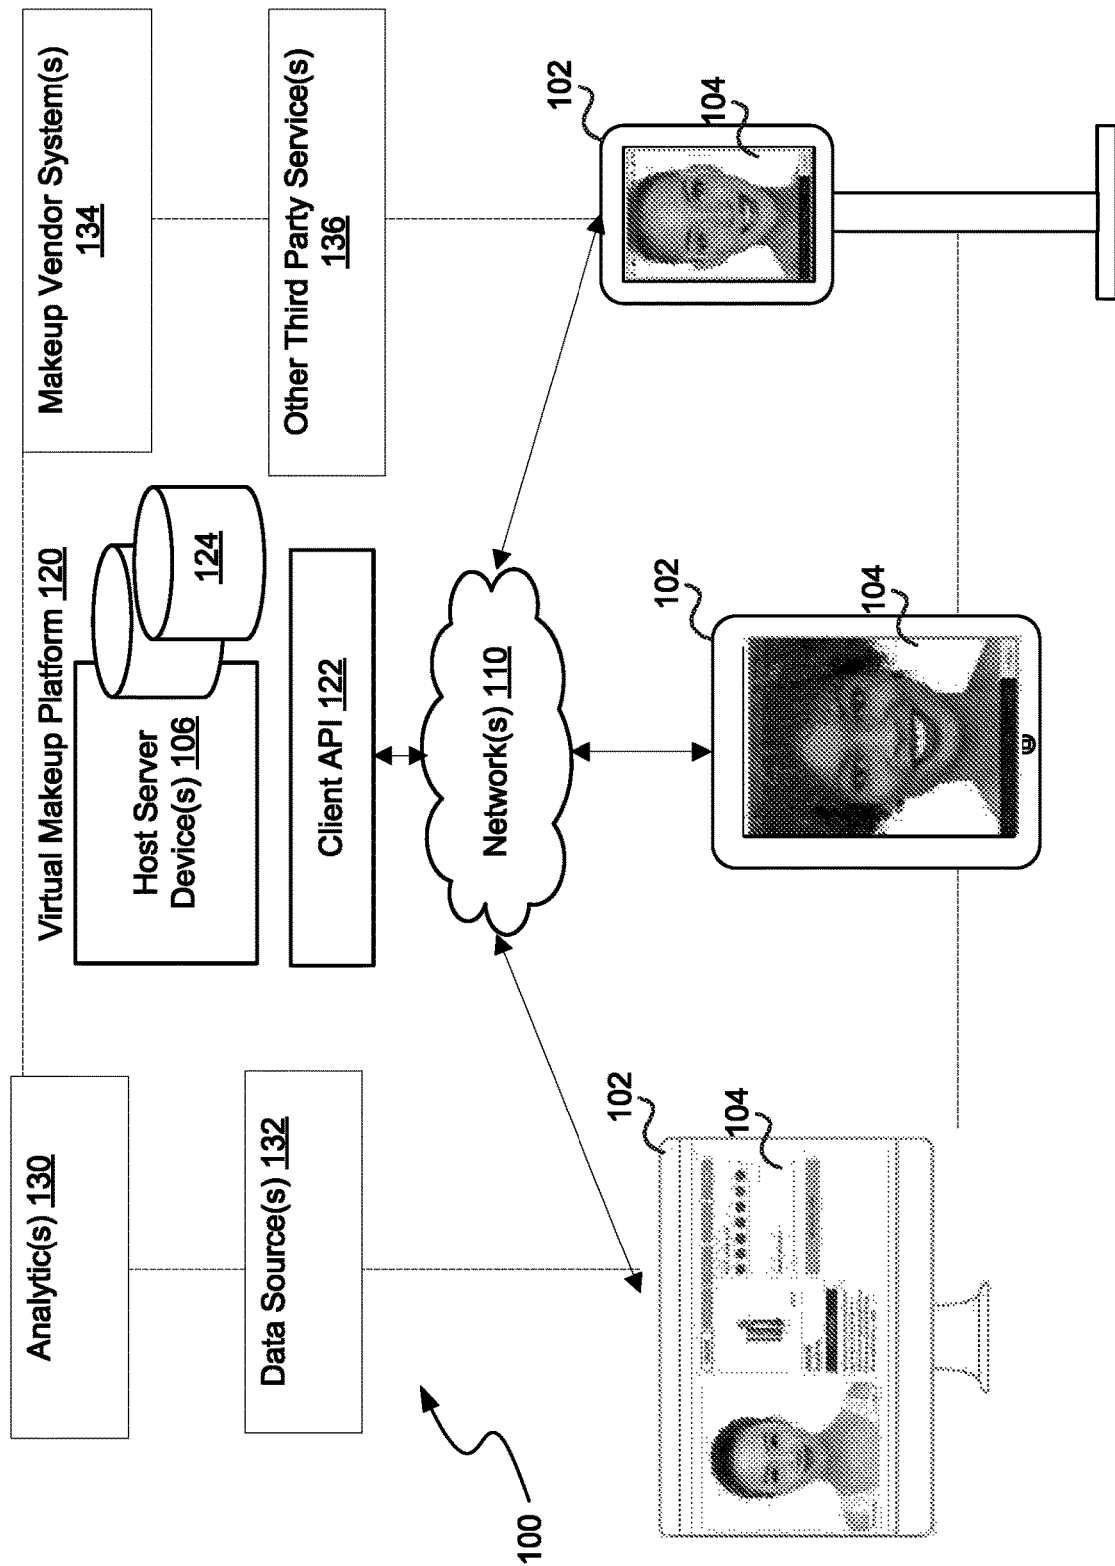 Virtual Makeup Platform 120
Analytic(s) 130
Host Server
Device(s) 106
124
Makeup Vendor System(s)
134
Data Source(s) 132
Client API 122
Other Third Party Service(s)
136
Network(s) 110
100
102
104
102
104
102
104